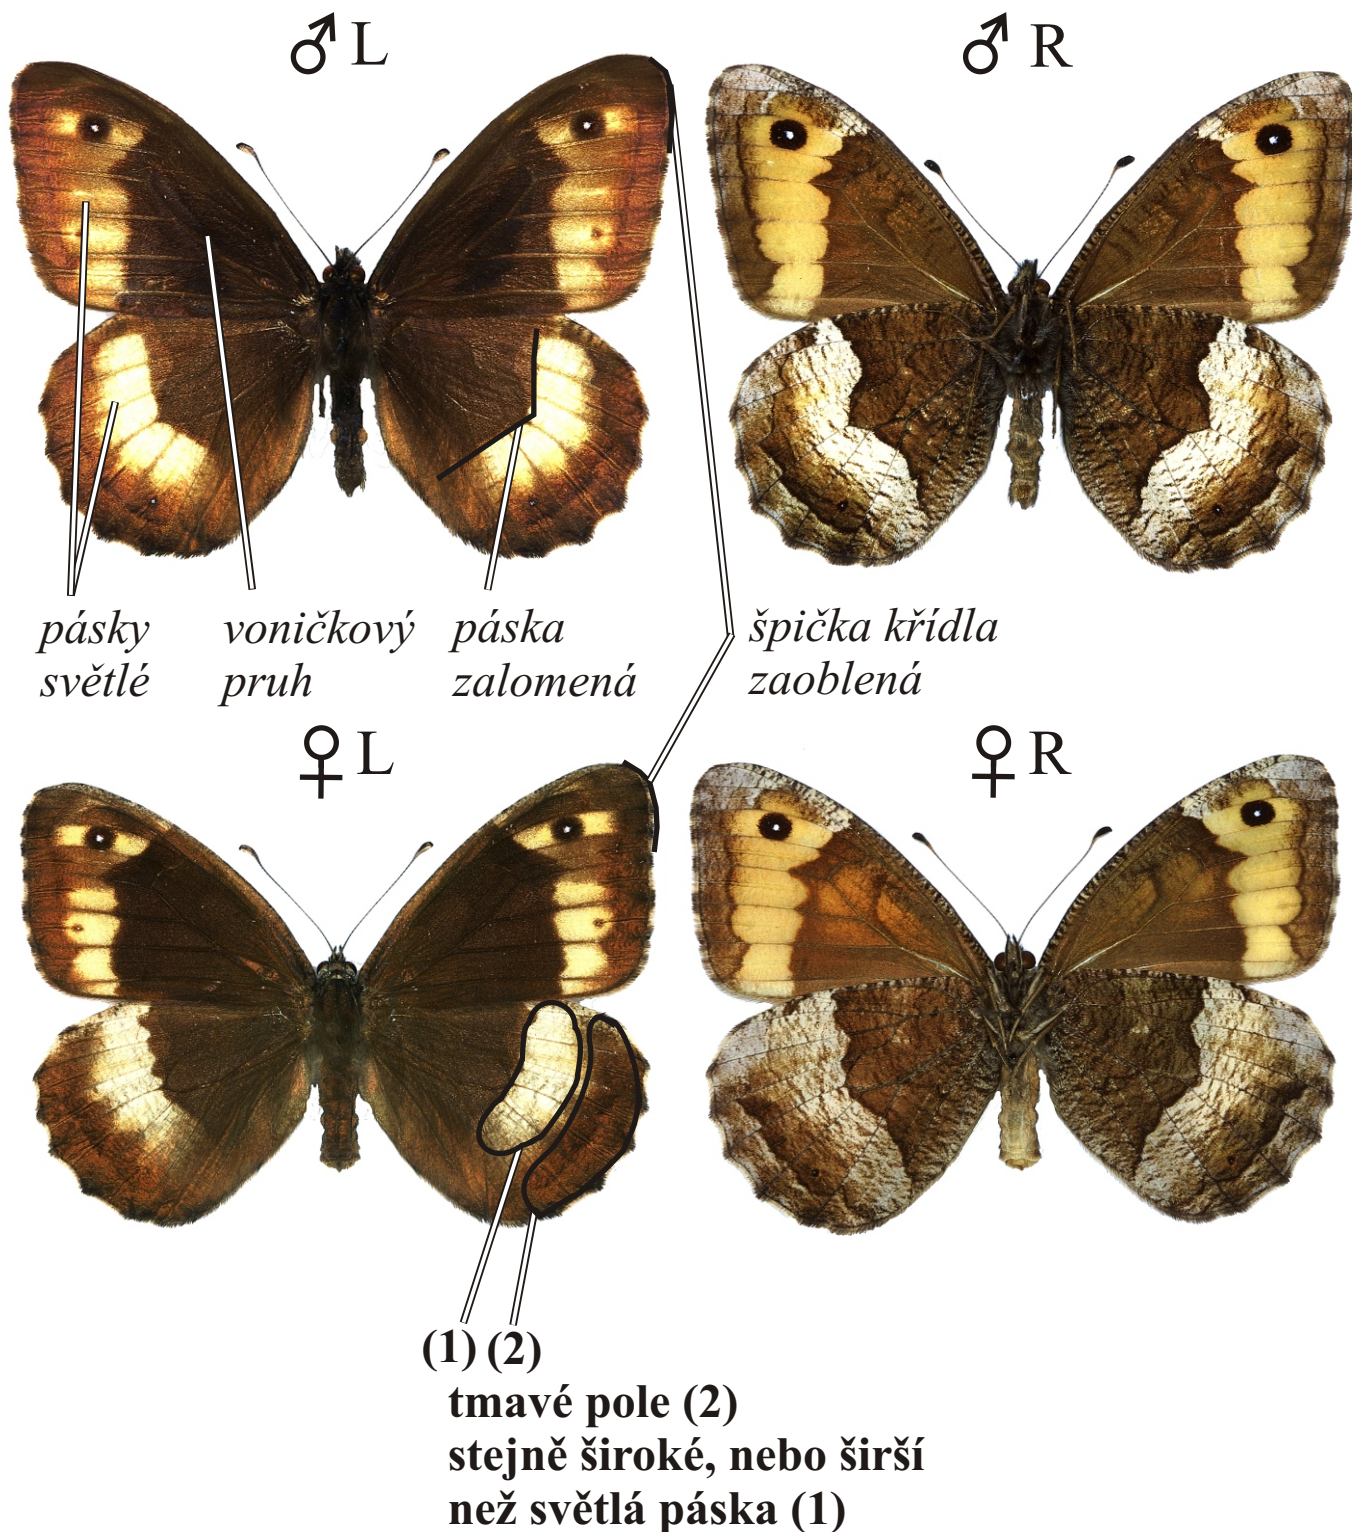 ♂ L
♂ R
pásky
světlé
voničkový
pruh
páska
zalomená
špička křídla
zaoblená
♀ L
♀ R
(1) (2)
tmavé pole (2)
stejně široké, nebo širší
než světlá páska (1)